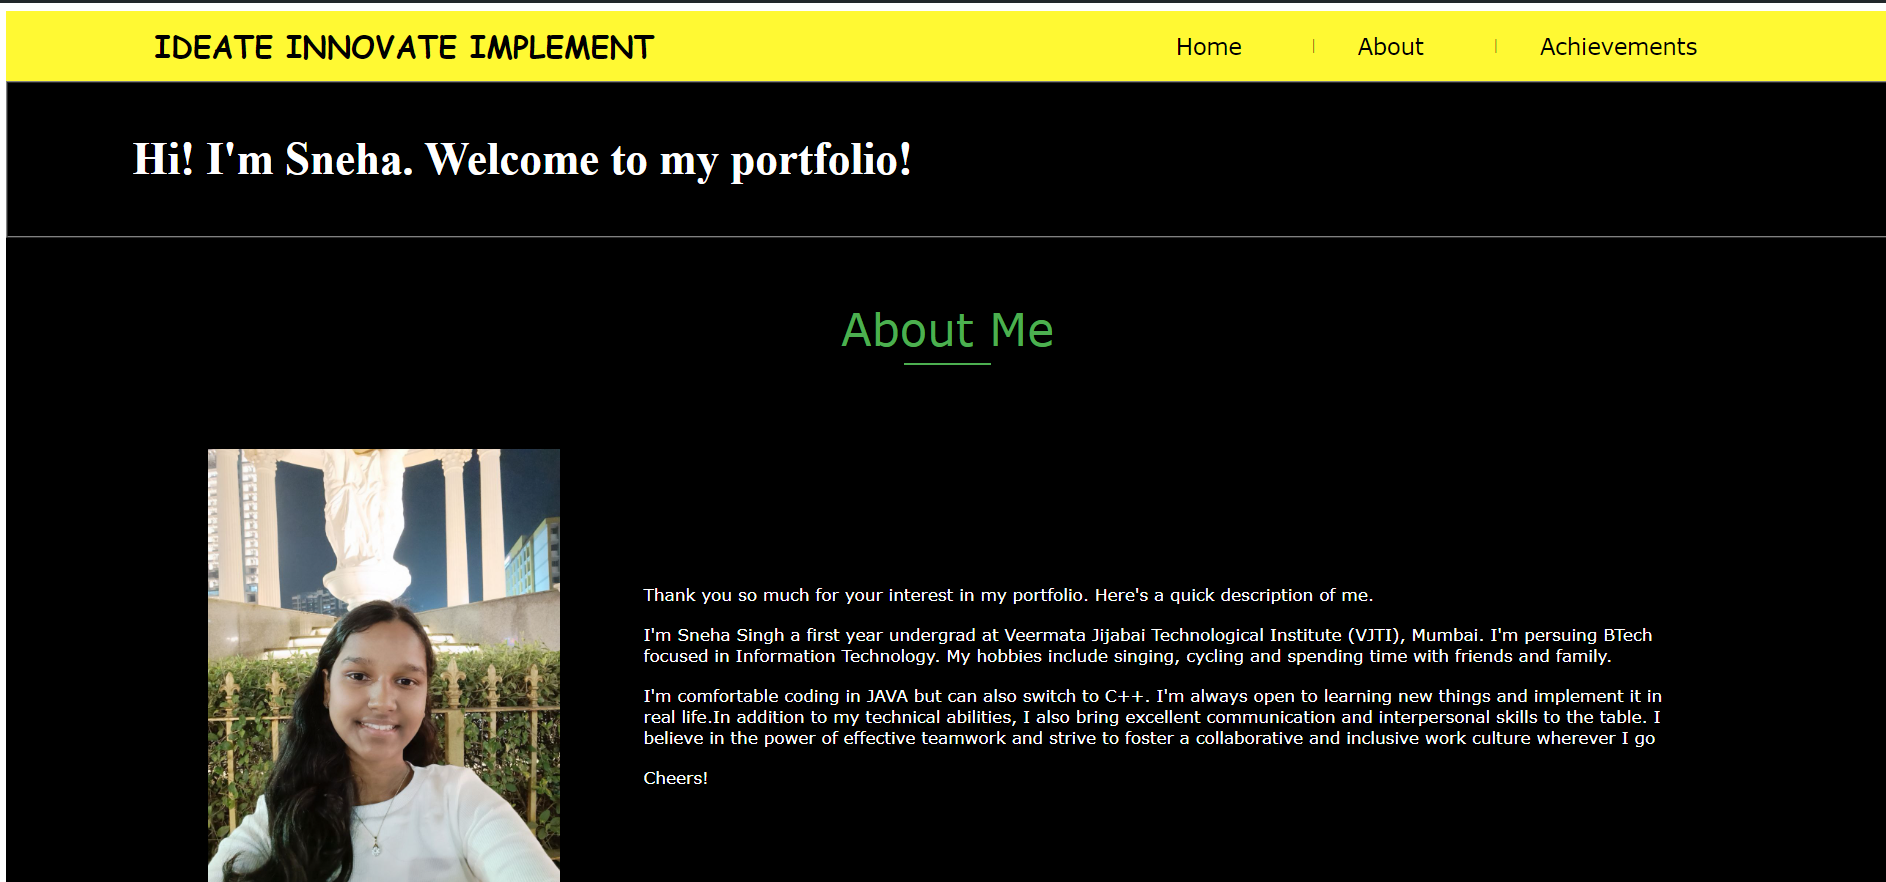 IDEATE INNOVATE IMPLEMENT
Home | About | Achievements
Hi! I'm Sneha. Welcome to my portfolio!
About Me
Thank you so much for your interest in my portfolio. Here's a quick description of me.
I'm Sneha Singh a first year undergrad at Veermata Jijabai Technological Institute (VJTI), Mumbai. I'm persuing BTech
focused in Information Technology. My hobbies include singing, cycling and spending time with friends and family.
I'm comfortable coding in JAVA but can also switch to C++. I'm always open to learning new things and implement it in
real life.In addition to my technical abilities, I also bring excellent communication and interpersonal skills to the table. I
believe in the power of effective teamwork and strive to foster a collaborative and inclusive work culture wherever I go
Cheers!